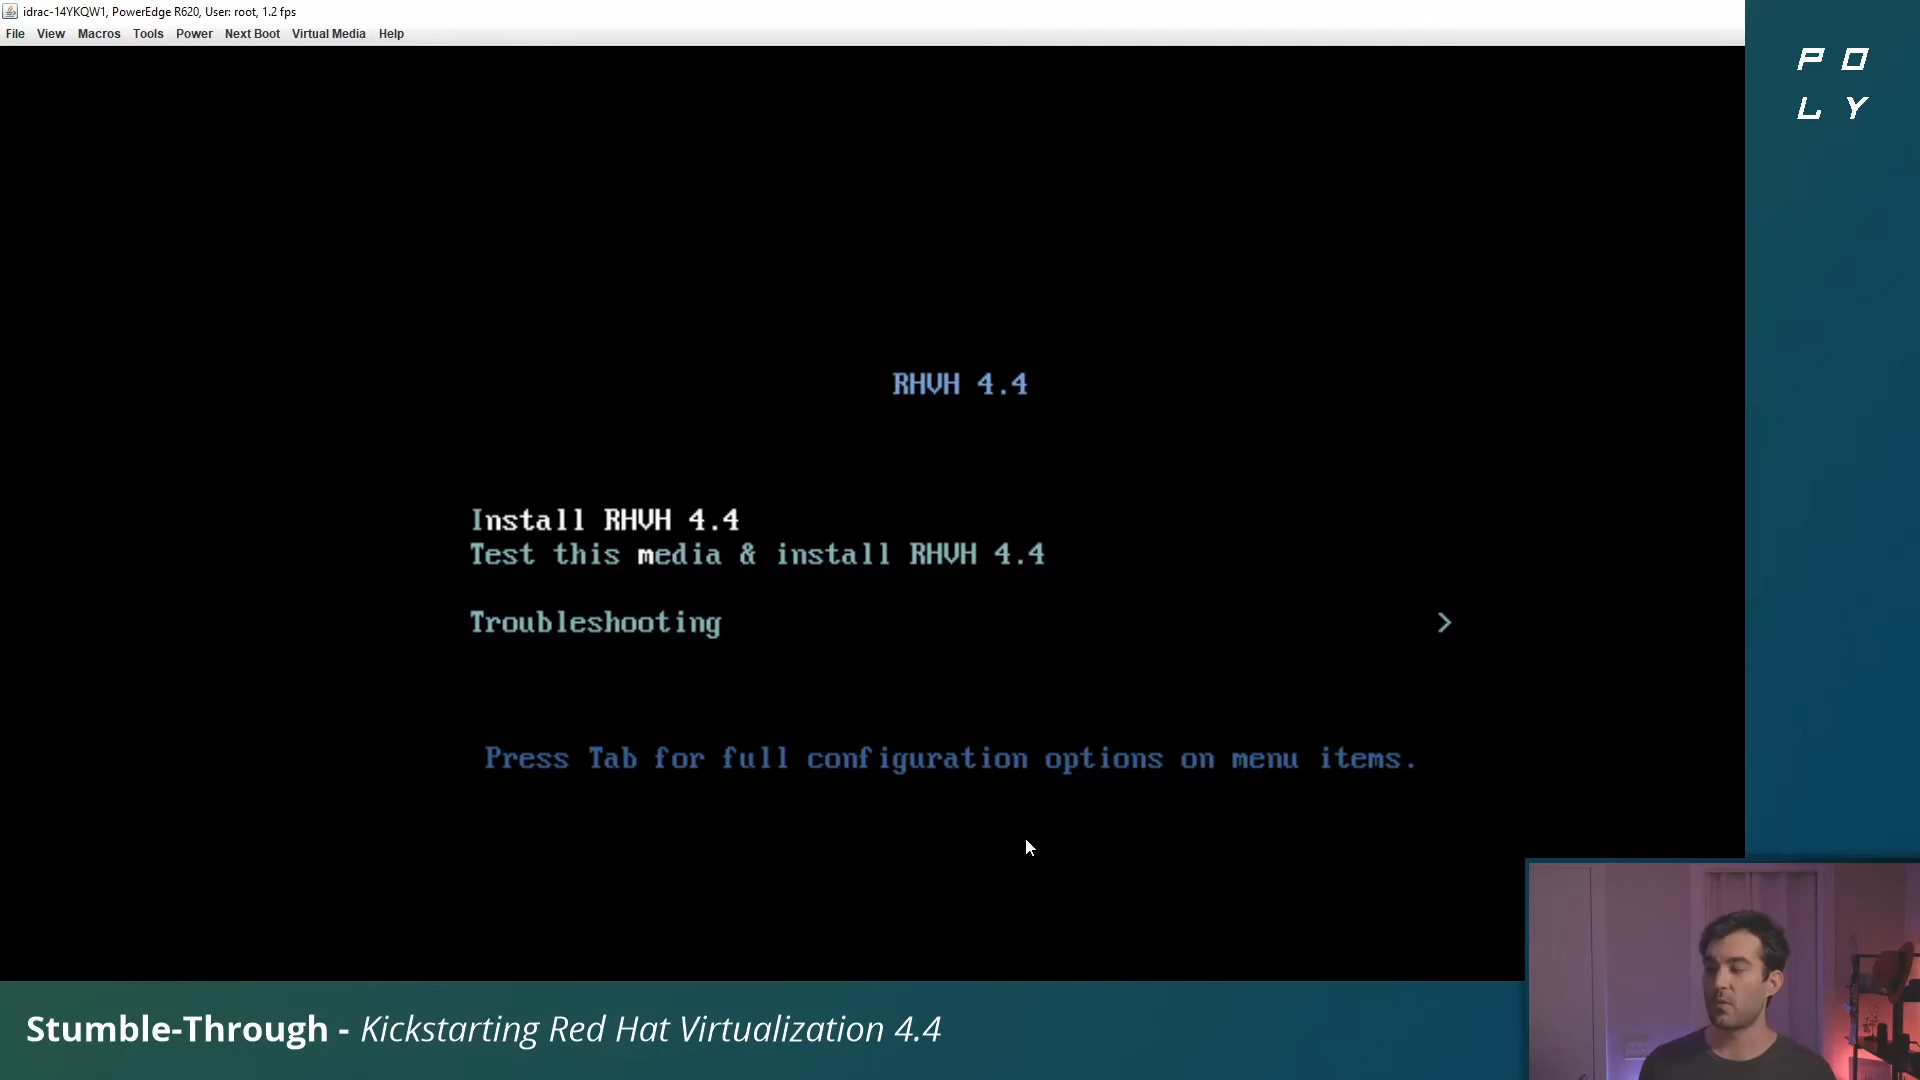 idrac-14YKQW1, PowerEdge R620, User: root, 1.2 fps
File View Macros Tools Power Next Boot Virtual Media Help
P O
L Y
RHVH 4.4
Install RHVH 4.4
Test this media & install RHVH 4.4
Troubleshooting >
Press Tab for full configuration options on menu items.
Stumble-Through - Kickstarting Red Hat Virtualization 4.4